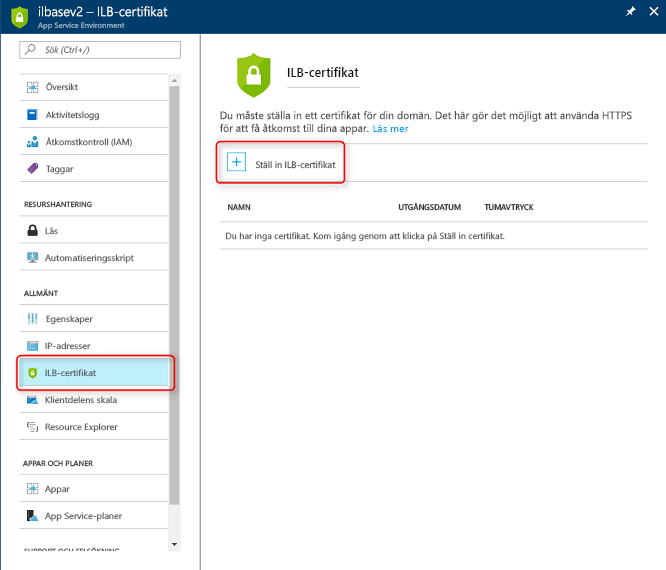 ilbasev2 – ILB-certifikat
App Service Environment
Sök (Ctrl+/)
Översikt
Aktivitetslogg
Åtkomstkontroll (IAM)
Taggar
RESURSHANTERING
Lås
Automatiseringsskript
ALLMÄNT
Egenskaper
IP-adresser
ILB-certifikat
Klientdelens skala
Resource Explorer
APPAR OCH PLANER
Appar
App Service-planer
SUPPORT OCH FELSÖKNING
ILB-certifikat
Du måste ställa in ett certifikat för din domän. Det här gör det möjligt att använda HTTPS
för att få åtkomst till dina appar. Läs mer
Ställ in ILB-certifikat
NAMN UTGÅNGSDATUM TUMAVTRYCK
Du har inga certifikat. Kom igång genom att klicka på Ställ in certifikat.